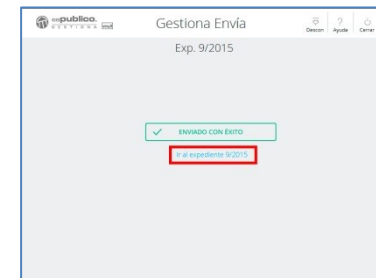 espublico.
GESTIONA
Gestiona Envía
Descon
Ayuda
Cerrar
Exp. 9/2015
ENVIADO CON ÉXITO
Ir al expediente 9/2015